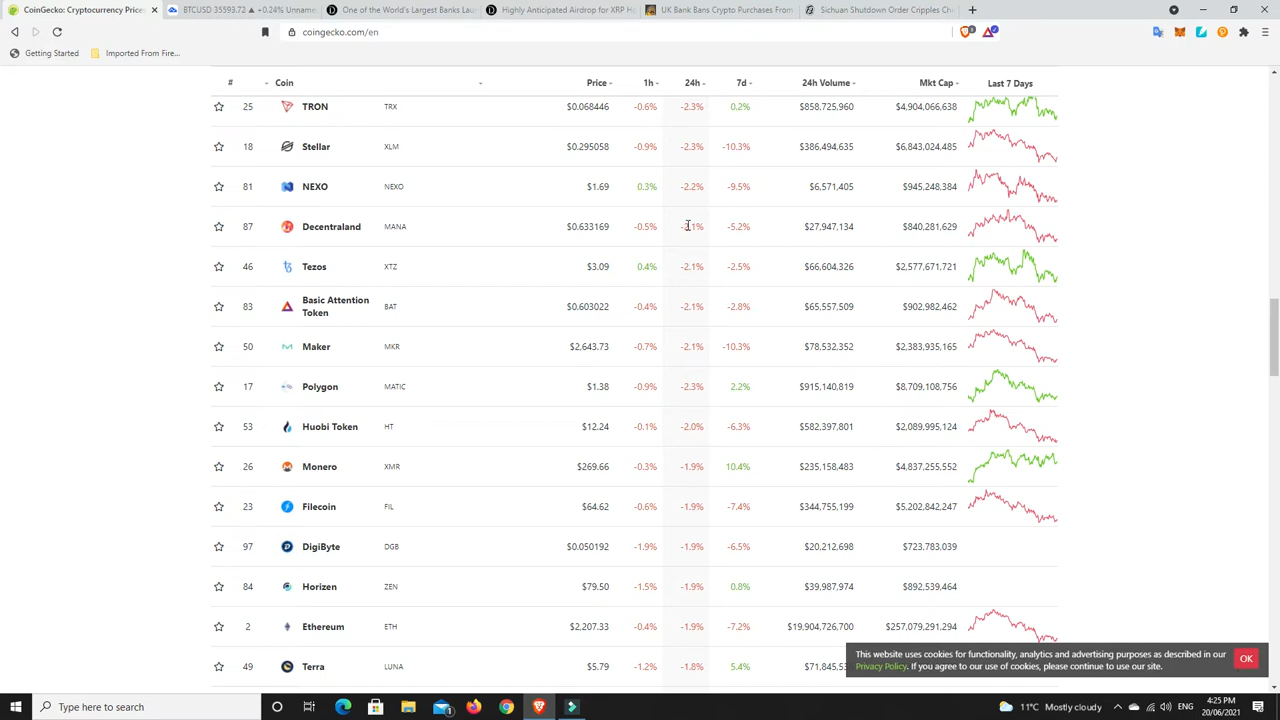 CoinGecko: Cryptocurrency Prices
BTCUSD 35593.72 ▲ +0.24% Unname
One of the World's Largest Banks Lau
Highly Anticipated Airdrop for XRP H
UK Bank Bans Crypto Purchases From
Sichuan Shutdown Order Cripples Chi
coingecko.com/en
Getting Started Imported From Fire...
# Coin Price 1h 24h 7d 24h Volume Mkt Cap Last 7 Days
25 TRON TRX $0.068446 -0.6% -2.3% 0.2% $858,725,960 $4,904,066,638
18 Stellar XLM $0.295058 -0.9% -2.3% -10.3% $386,494,635 $6,843,024,485
81 NEXO NEXO $1.69 0.3% -2.2% -9.5% $6,571,405 $945,248,384
87 Decentraland MANA $0.633169 -0.5% -2.1% -5.2% $27,947,134 $840,281,629
46 Tezos XTZ $3.09 0.4% -2.1% -2.5% $66,604,326 $2,577,671,721
83 Basic Attention Token BAT $0.603022 -0.4% -2.1% -2.8% $65,557,509 $902,982,462
50 Maker MKR $2,643.73 -0.7% -2.1% -10.3% $78,532,352 $2,383,935,165
17 Polygon MATIC $1.38 -0.9% -2.3% 2.2% $915,140,819 $8,709,108,756
53 Huobi Token HT $12.24 -0.1% -2.0% -6.3% $582,397,801 $2,089,995,124
26 Monero XMR $269.66 -0.3% -1.9% 10.4% $235,158,483 $4,837,255,552
23 Filecoin FIL $64.62 -0.6% -1.9% -7.4% $344,755,199 $5,202,842,247
97 DigiByte DGB $0.050192 -1.9% -1.9% -6.5% $20,212,698 $723,783,039
84 Horizen ZEN $79.50 -1.5% -1.9% 0.8% $39,987,974 $892,539,464
2 Ethereum ETH $2,207.33 -0.4% -1.9% -7.2% $19,904,726,700 $257,079,291,294
49 Terra LUNA $5.79 -1.2% -1.8% 5.4% $71,845,5
This website uses cookies for functionality, analytics and advertising purposes as described in our
Privacy Policy. If you agree to our use of cookies, please continue to use our site.
OK
Type here to search
11°C Mostly cloudy
ENG
4:25 PM
20/06/2021